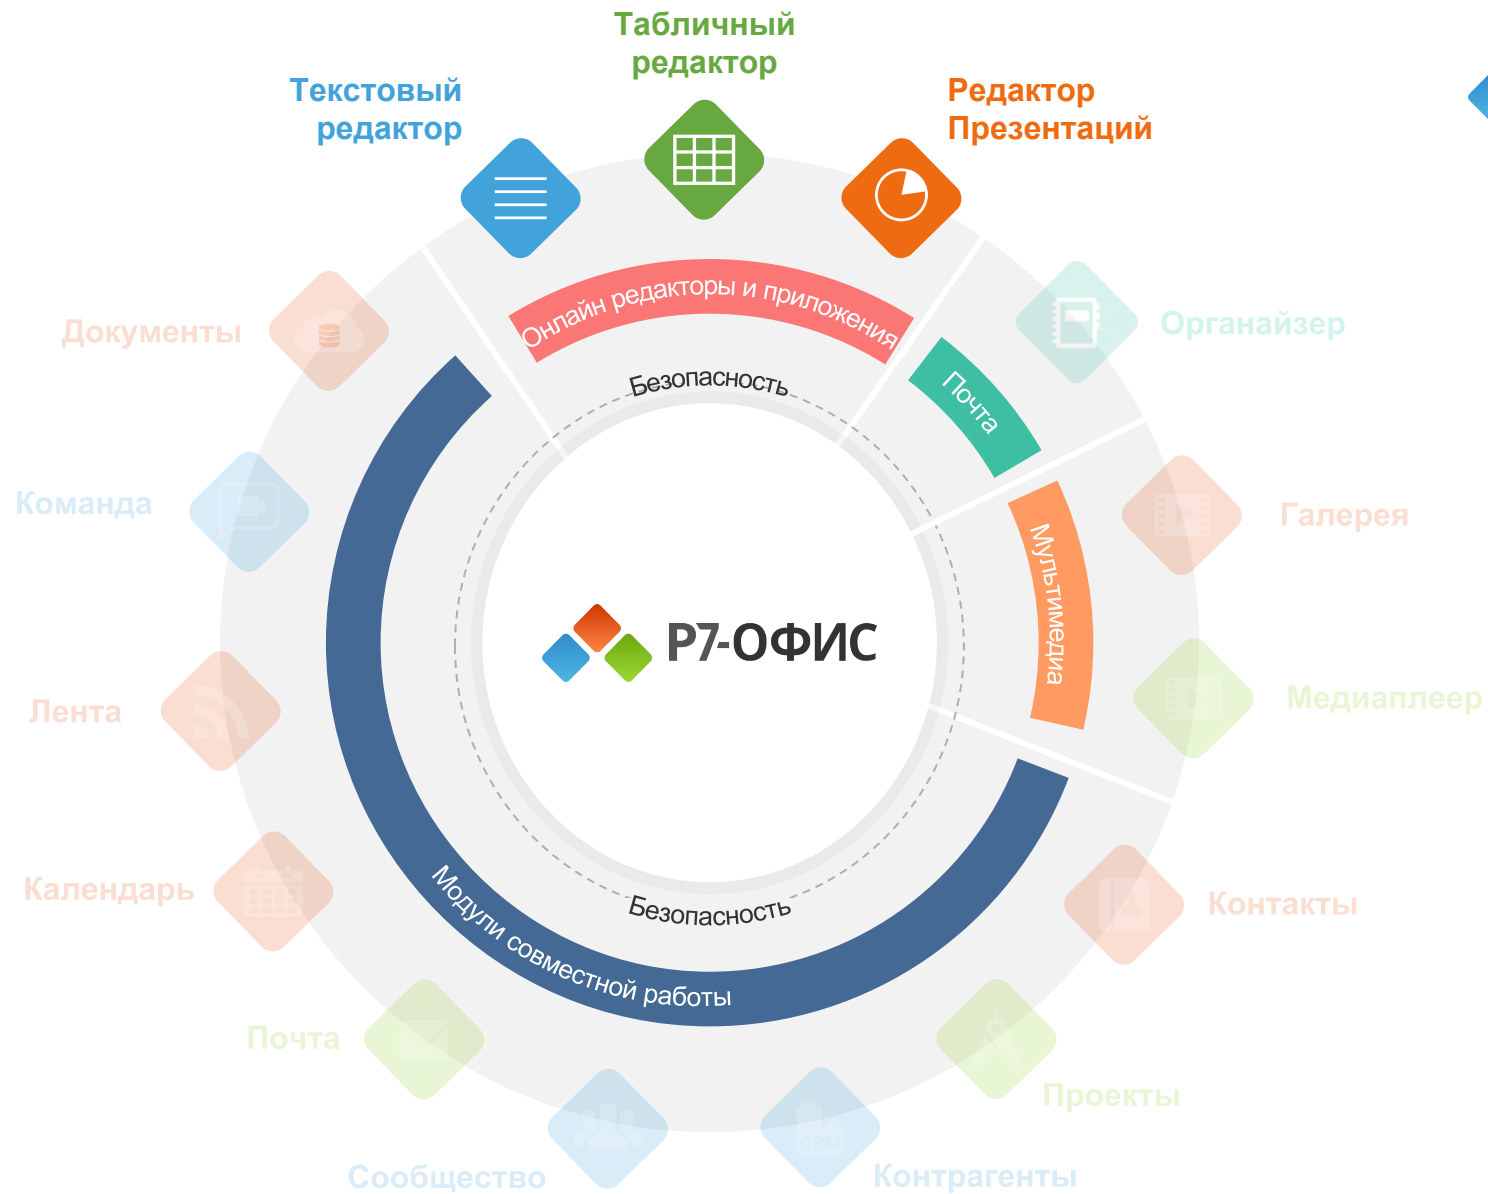 Табличный
редактор
Текстовый
редактор
Редактор
Презентаций
Онлайн редакторы и приложения
Документы
Органайзер
Безопасность
Почта
Команда
Галерея
Мультимедиа
Р7-ОФИС
Лента
Медиаплеер
Календарь
Контакты
Безопасность
Модули совместной работы
Почта
Проекты
CRM
Сообщество
Контрагенты